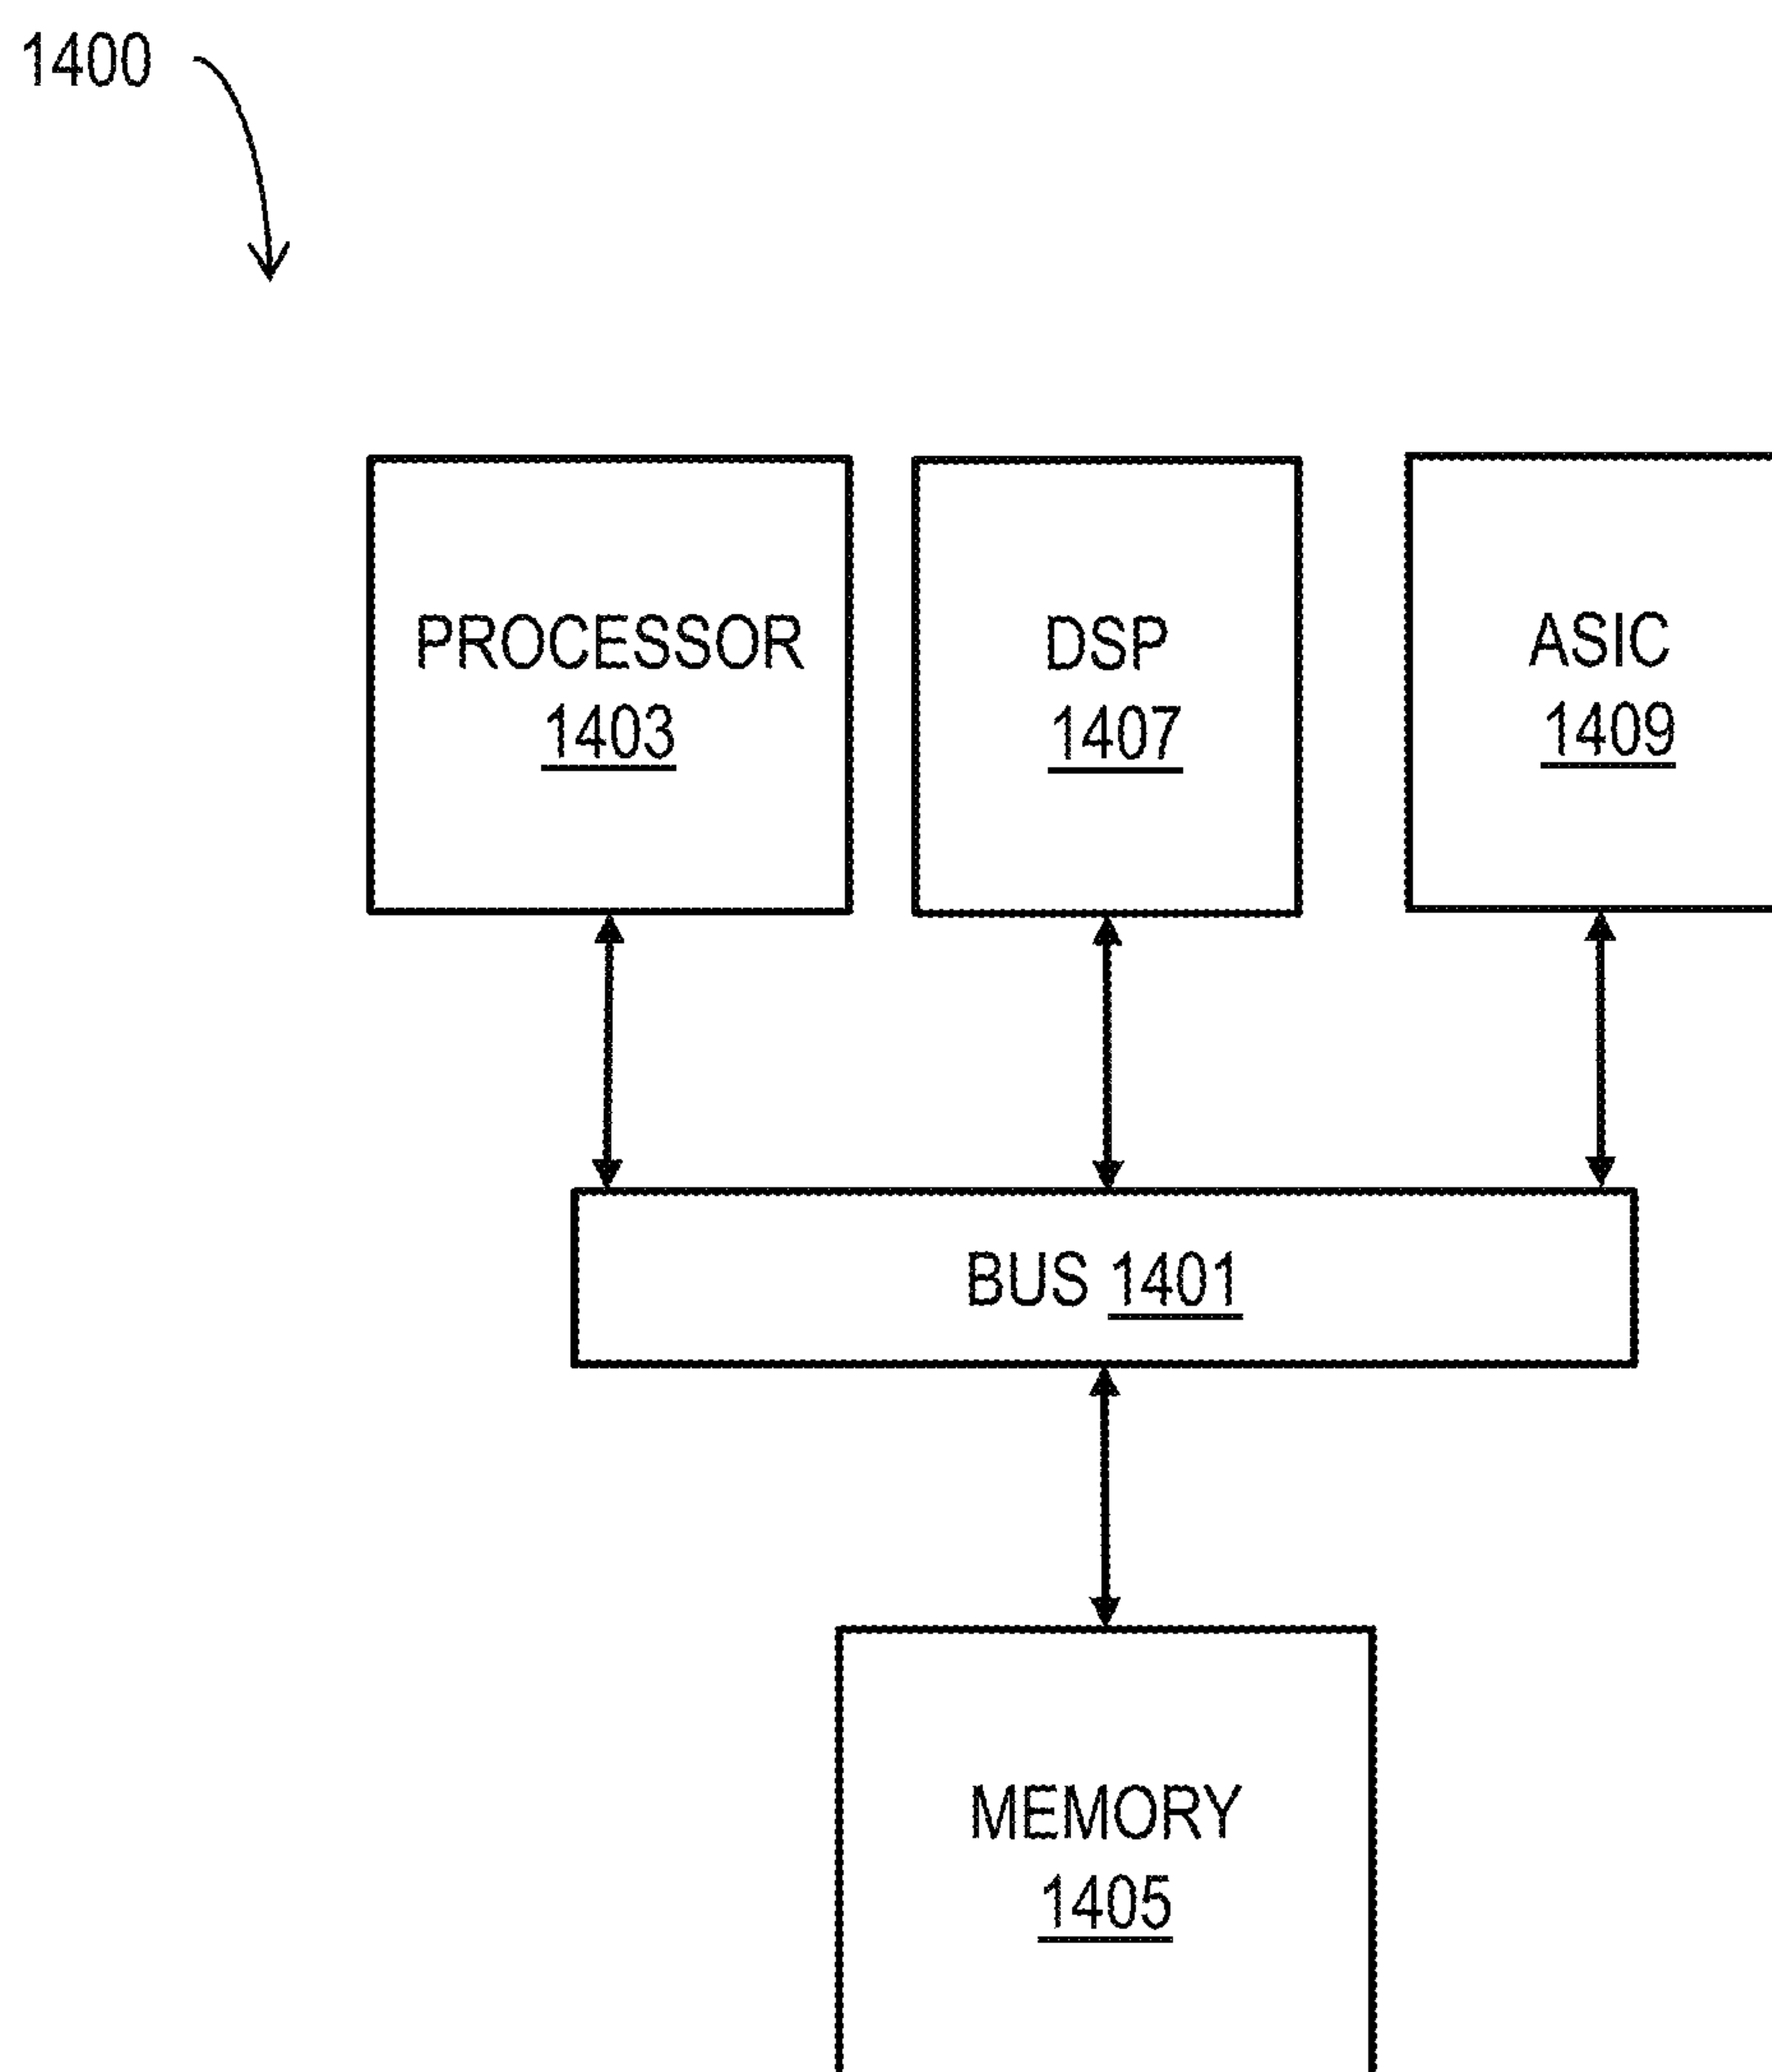 1400
PROCESSOR
1403
DSP
1407
ASIC
1409
BUS 1401
MEMORY
1405